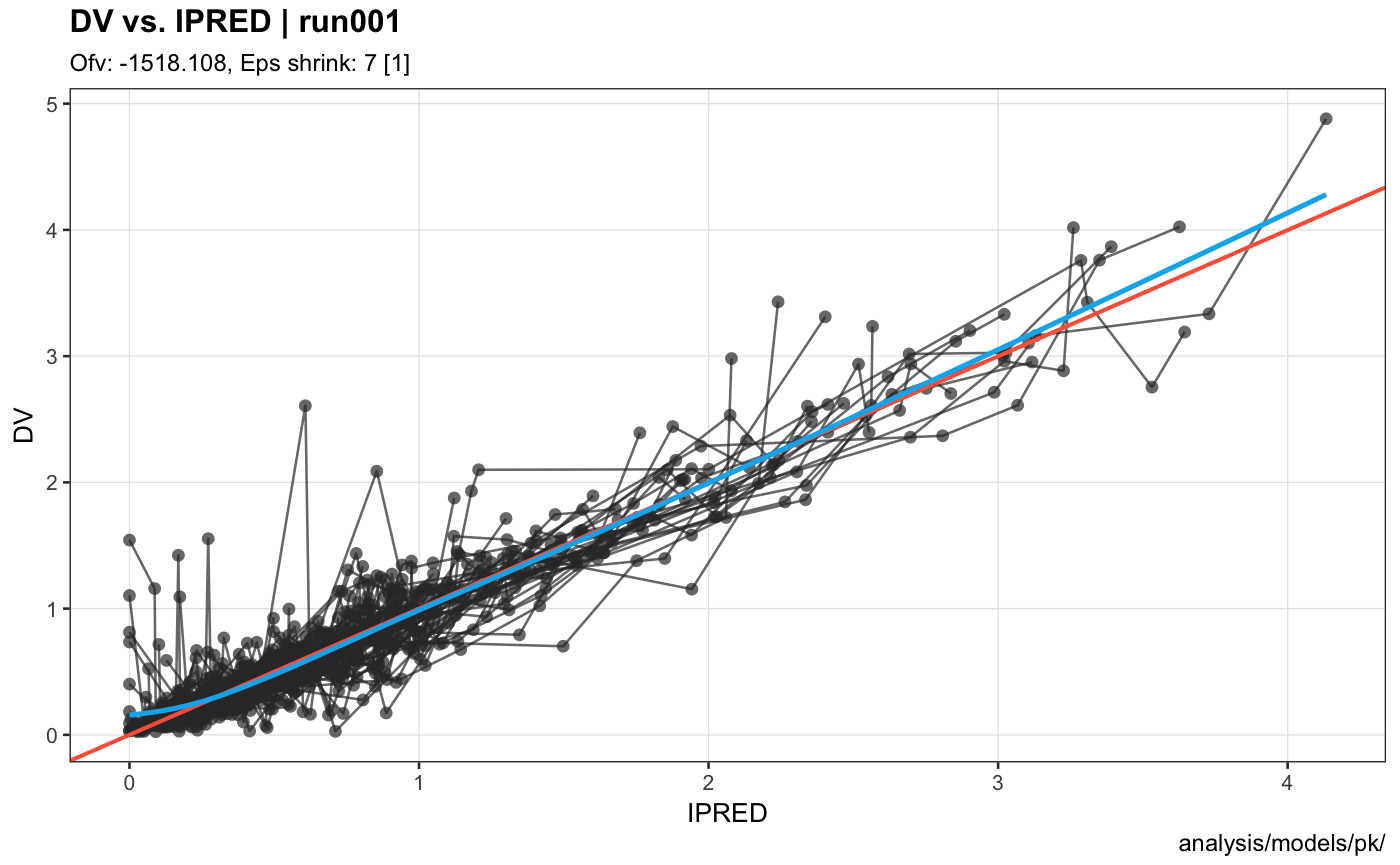 DV vs. IPRED | run001
Ofv: -1518.108, Eps shrink: 7 [1]
5
4
3
2
1
0
DV
0 1 2 3 4
IPRED
analysis/models/pk/